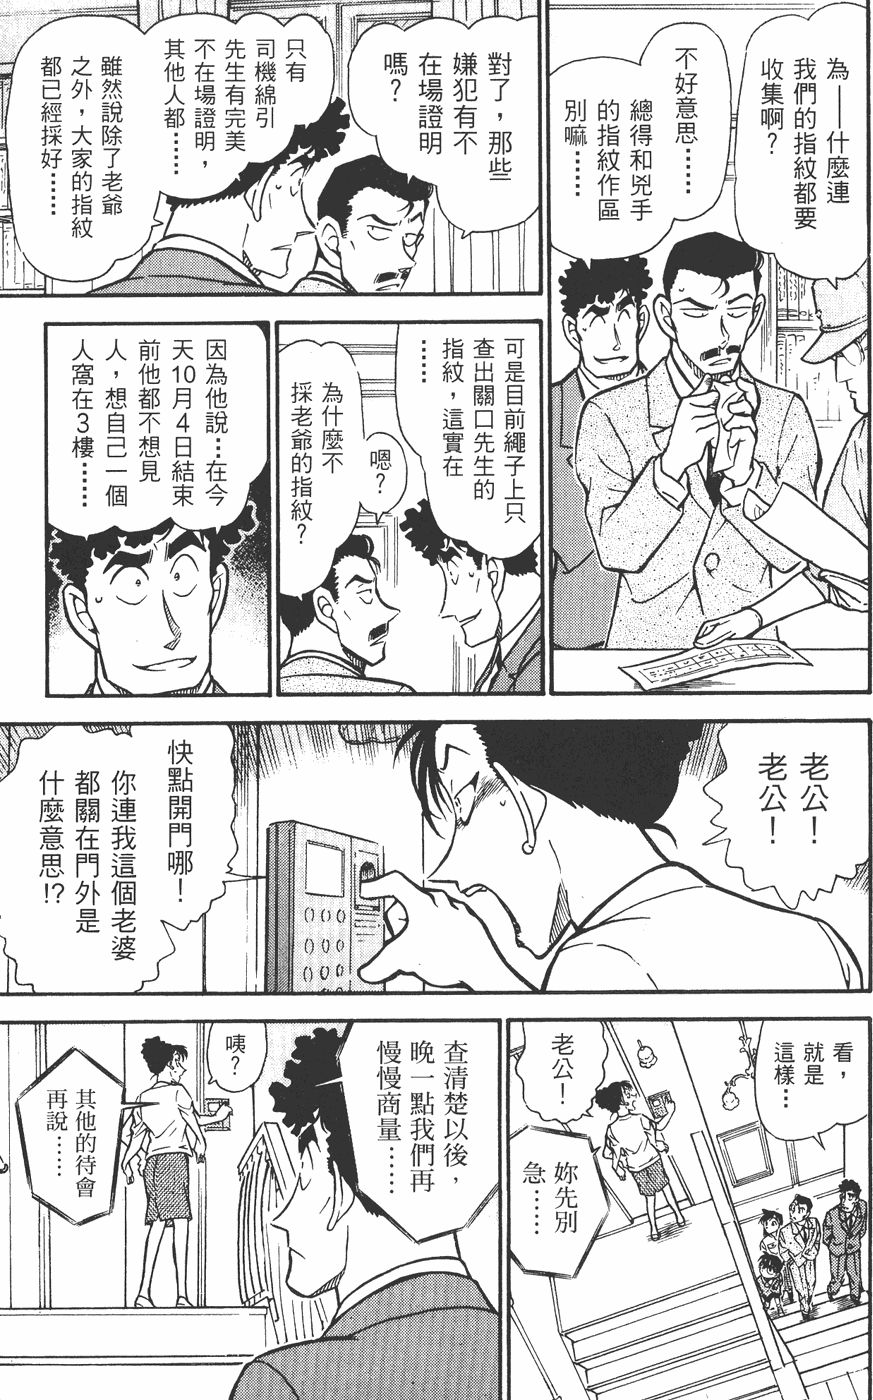 為——什麼連
我們的指紋都要
收集啊？
不好意思……
總得和兇手
的指紋作區
別嘛……
對了，那些
嫌犯有不
在場證明
嗎？
只有
司機綿引
先生有完美
不在場證明，
其他人都……
雖然說除了老爺
之外，大家的指紋
都已經採好……
可是目前繩子上只
查出關口先生的
指紋，這實在
……
嗯？
為什麼不
採老爺的指紋？
因為他說…在今
天10月4日結束
前他都不想見
人，想自己一個
人窩在3樓……
老公！
老公！
快點開門哪！
你連我這個老婆
都關在門外是
什麼意思!?
看，
就是
這樣…
老公！
妳先別
急……
查清楚以後，
晚一點我們再
慢慢商量……
咦？
其他的待會
再說……